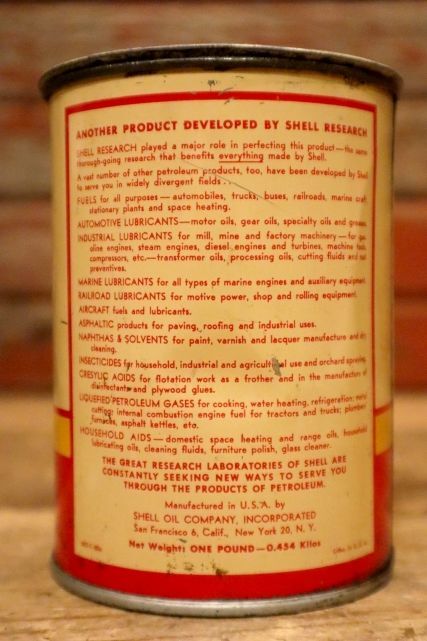 ANOTHER PRODUCT DEVELOPED BY SHELL RESEARCH
SHELL RESEARCH played a major role in perfecting this product—the same
thorough-going research that benefits everything made by Shell.
A vast number of other petroleum products, too, have been developed by Shell
to serve you in widely divergent fields . .
FUELS for all purposes—automobiles, trucks, buses, railroads, marine craft,
stationary plants and space heating.
AUTOMOTIVE LUBRICANTS—motor oils, gear oils, specialty oils and greases.
INDUSTRIAL LUBRICANTS for mill, mine and factory machinery—for gas-
oline engines, steam engines, diesel engines and turbines, machine tools,
compressors, etc.—transformer oils, processing oils, cutting fluids and rust
preventives.
MARINE LUBRICANTS for all types of marine engines and auxiliary equipment.
RAILROAD LUBRICANTS for motive power, shop and rolling equipment.
AIRCRAFT fuels and lubricants.
ASPHALTIC products for paving, roofing and industrial uses.
NAPHTHAS & SOLVENTS for paint, varnish and lacquer manufacture and dry
cleaning.
INSECTICIDES for household, industrial and agricultural use and orchard spraying.
CRESYLIC ACIDS for flotation work as a frother and in the manufacture of
disinfectants and plywood glues.
LIQUEFIED PETROLEUM GASES for cooking, water heating, refrigeration; metal
cutting; internal combustion engine fuel for tractors and trucks; plumbers'
furnaces, asphalt kettles, etc.
HOUSEHOLD AIDS—domestic space heating and range oils, household
lubricating oils, cleaning fluids, furniture polish, glass cleaner.
THE GREAT RESEARCH LABORATORIES OF SHELL ARE
CONSTANTLY SEEKING NEW WAYS TO SERVE YOU
THROUGH THE PRODUCTS OF PETROLEUM.
Manufactured in U.S.A. by
SHELL OIL COMPANY, INCORPORATED
San Francisco 6, Calif., New York 20, N. Y.
Net Weight: ONE POUND—0.454 Kilos